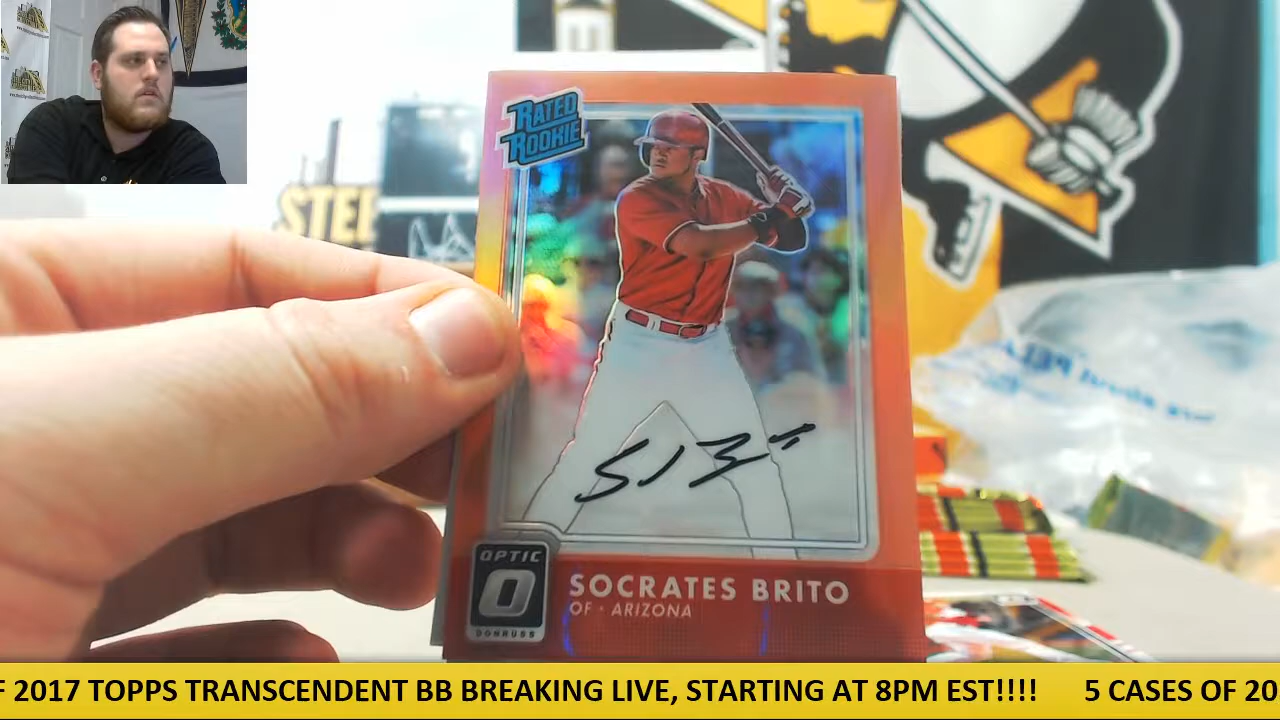 RATED
ROOKIE
STEE
OPTIC
O
DONRUSS
SOCRATES BRITO
OF · ARIZONA
F 2017 TOPPS TRANSCENDENT BB BREAKING LIVE, STARTING AT 8PM EST!!!! 5 CASES OF 20